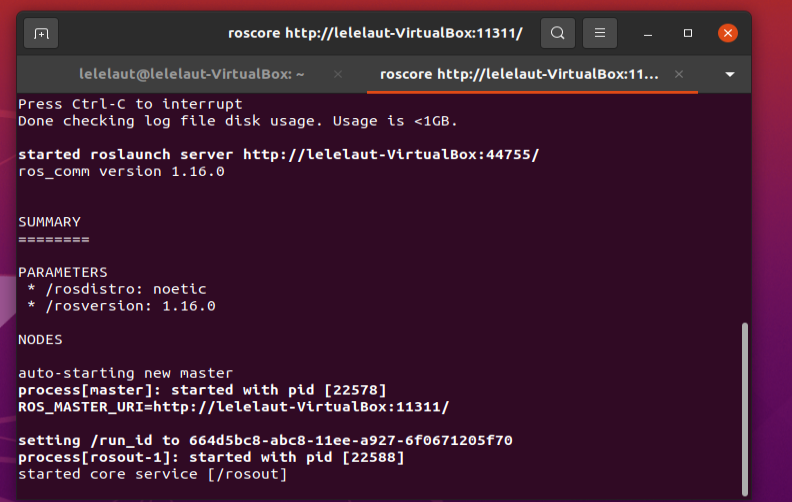 roscore http://lelelaut-VirtualBox:11311/
lelelaut@lelelaut-VirtualBox: ~
roscore http://lelelaut-VirtualBox:11...
Press Ctrl-C to interrupt
Done checking log file disk usage. Usage is <1GB.
started roslaunch server http://lelelaut-VirtualBox:44755/
ros_comm version 1.16.0
SUMMARY
========
PARAMETERS
* /rosdistro: noetic
* /rosversion: 1.16.0
NODES
auto-starting new master
process[master]: started with pid [22578]
ROS_MASTER_URI=http://lelelaut-VirtualBox:11311/
setting /run_id to 664d5bc8-abc8-11ee-a927-6f0671205f70
process[rosout-1]: started with pid [22588]
started core service [/rosout]